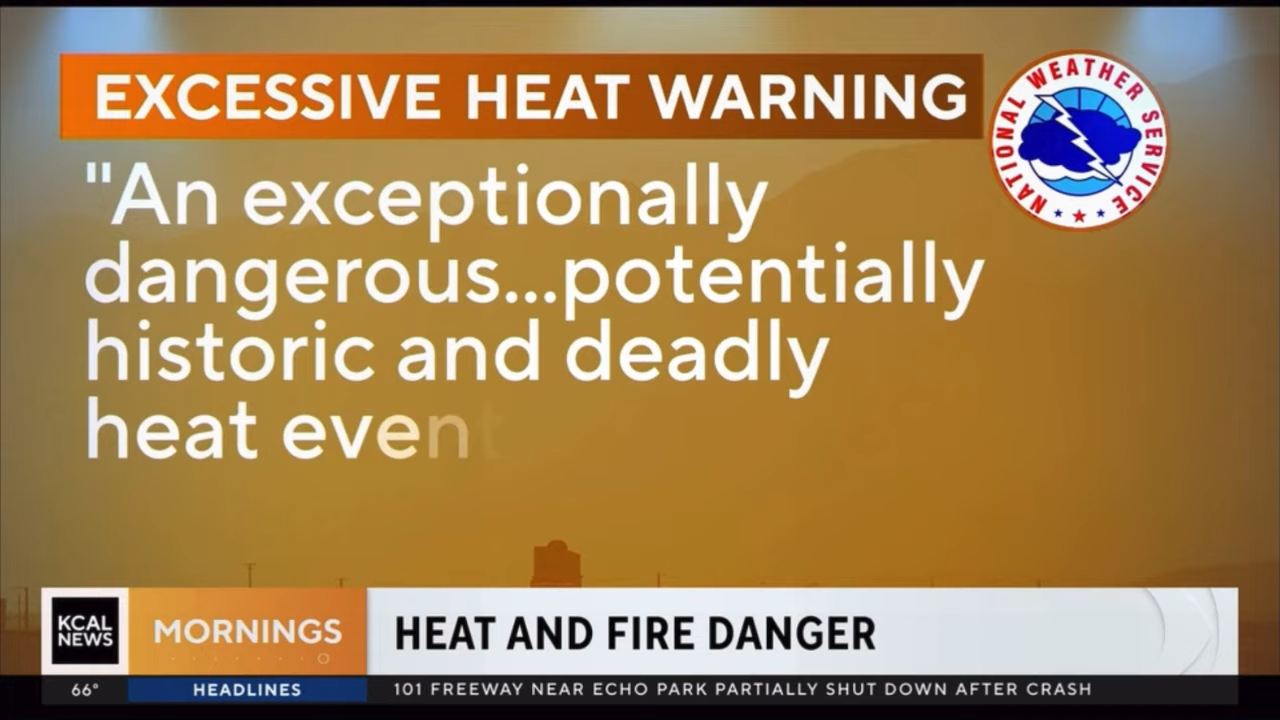 EXCESSIVE HEAT WARNING
NATIONAL WEATHER SERVICE
"An exceptionally
dangerous...potentially
historic and deadly
heat event
KCAL
NEWS
MORNINGS
HEAT AND FIRE DANGER
66°
HEADLINES
101 FREEWAY NEAR ECHO PARK PARTIALLY SHUT DOWN AFTER CRASH